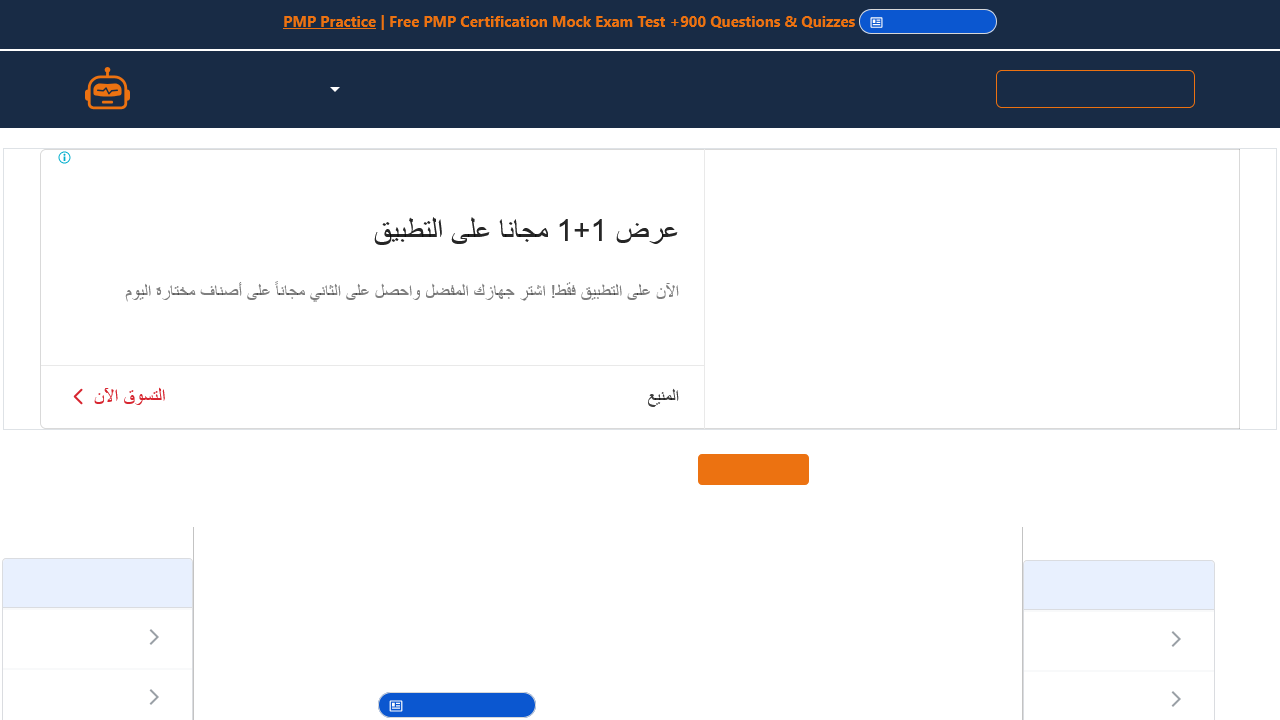 PMP Practice | Free PMP Certification Mock Exam Test +900 Questions & Quizzes
عرض 1+1 مجانا على التطبيق
الآن على التطبيق فقط! اشتر جهازك المفضل واحصل على الثاني مجاناً على أصناف مختارة اليوم
المنيع
التسوق الآن